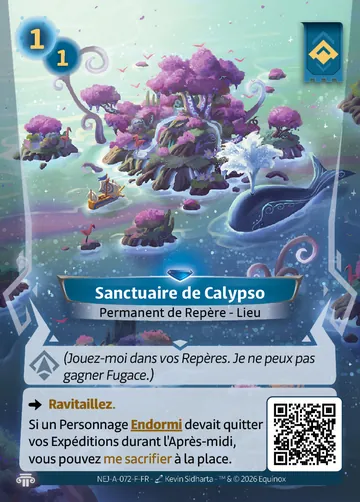 1
1
Sanctuaire de Calypso
Permanent de Repère - Lieu
(Jouez-moi dans vos Repères. Je ne peux pas
gagner Fugace.)
Ravitaillez.
Si un Personnage Endormi devait quitter
vos Expéditions durant l'Après-midi,
vous pouvez me sacrifier à la place.
NEJ-A-072-F-FR - Kevin Sidharta - ™ & © 2026 Equinox